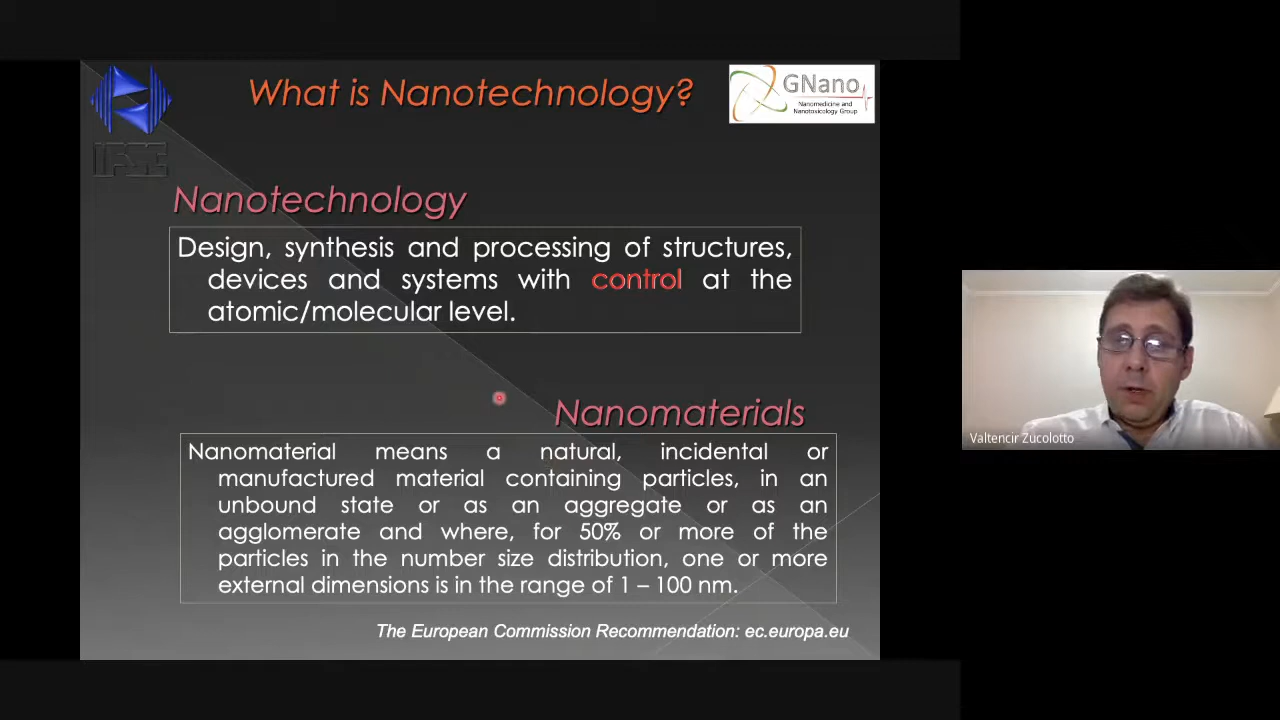 What is Nanotechnology?
GNano
Nanomedicine and
Nanotoxicology Group
IFSC
Nanotechnology
Design, synthesis and processing of structures,
devices and systems with control at the
atomic/molecular level.
Nanomaterials
Nanomaterial means a natural, incidental or
manufactured material containing particles, in an
unbound state or as an aggregate or as an
agglomerate and where, for 50% or more of the
particles in the number size distribution, one or more
external dimensions is in the range of 1 – 100 nm.
The European Commission Recommendation: ec.europa.eu
Valtencir Zucolotto